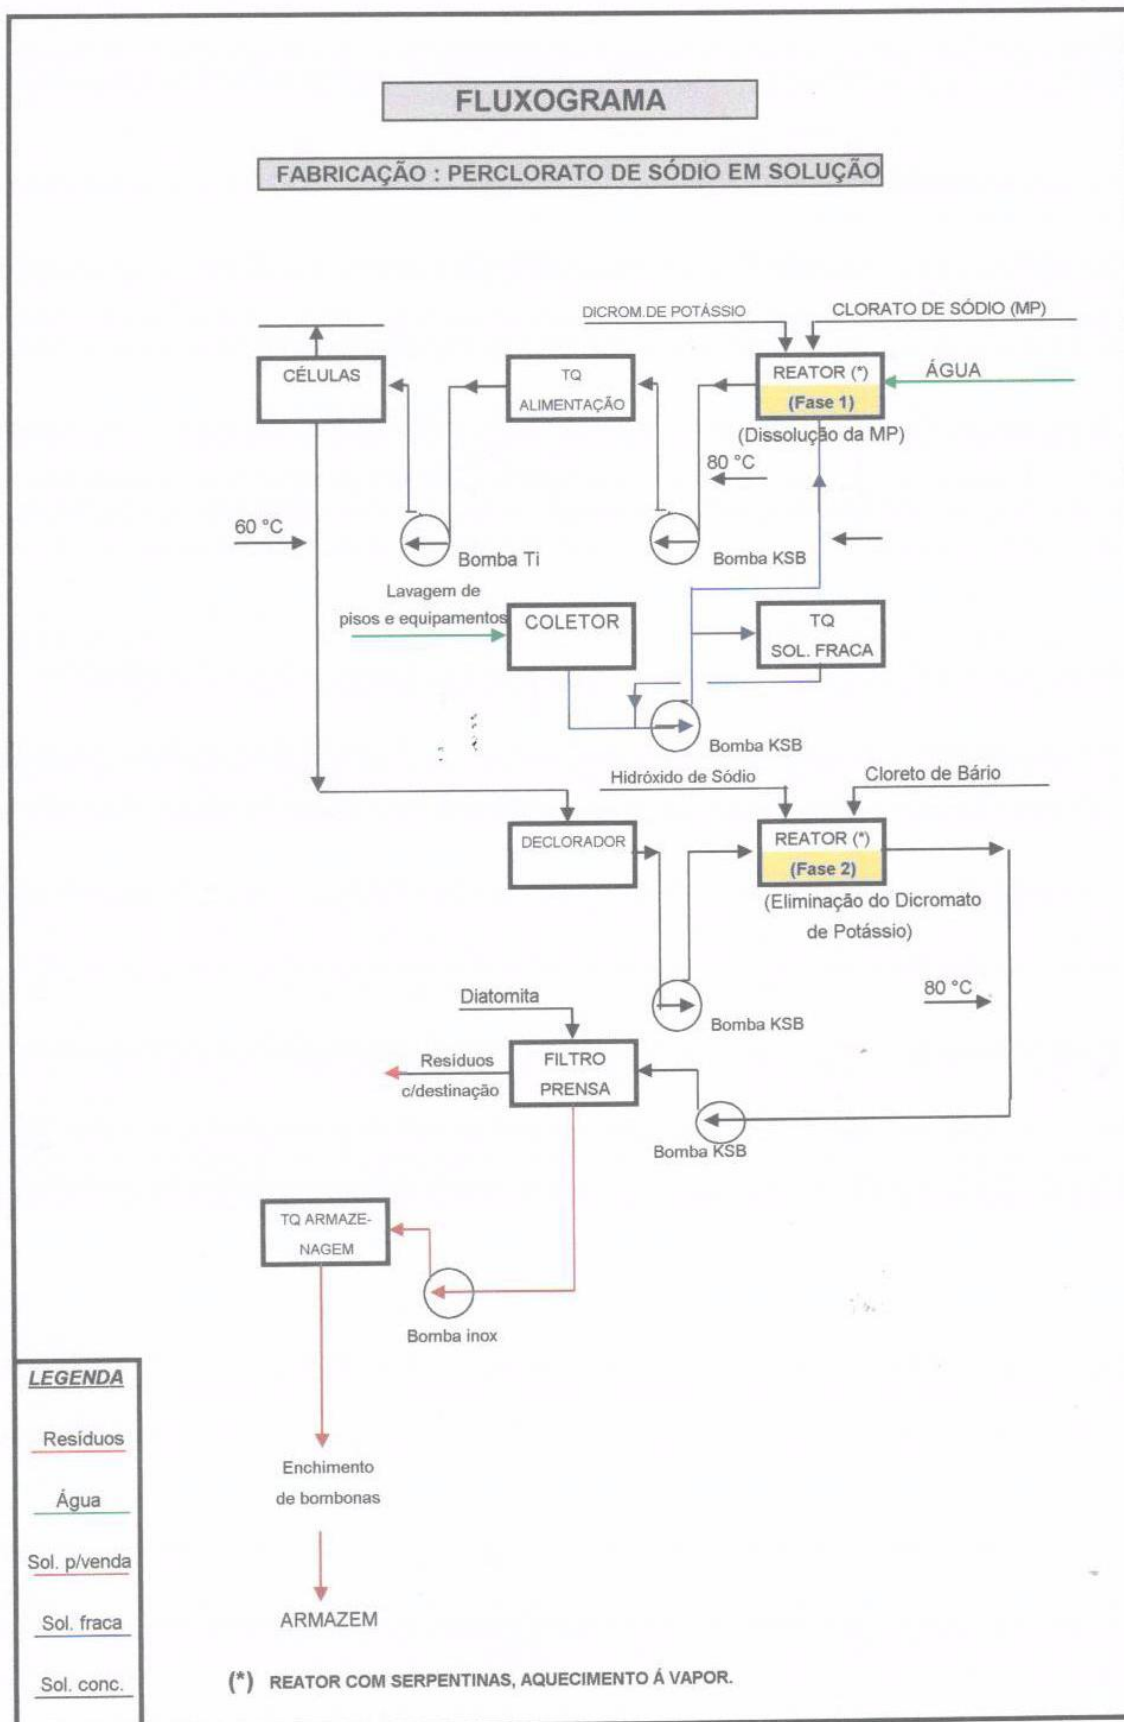 FLUXOGRAMA
FABRICAÇÃO : PERCLORATO DE SÓDIO EM SOLUÇÃO
DICROM.DE POTÁSSIO
CLORATO DE SÓDIO (MP)
CÉLULAS
TQ
ALIMENTAÇÃO
REATOR (*)
(Fase 1)
ÁGUA
(Dissolução da MP)
80 °C
60 °C
Bomba Ti
Bomba KSB
Lavagem de
pisos e equipamentos
COLETOR
TQ
SOL. FRACA
Bomba KSB
Hidróxido de Sódio
Cloreto de Bário
DECLORADOR
REATOR (*)
(Fase 2)
(Eliminação do Dicromato
de Potássio)
80 °C
Diatomita
Bomba KSB
Resíduos
c/destinação
FILTRO
PRENSA
Bomba KSB
TQ ARMAZE-
NAGEM
Bomba inox
LEGENDA
Resíduos
Água
Sol. p/venda
Sol. fraca
Sol. conc.
Enchimento
de bombonas
ARMAZEM
(*) REATOR COM SERPENTINAS, AQUECIMENTO Á VAPOR.